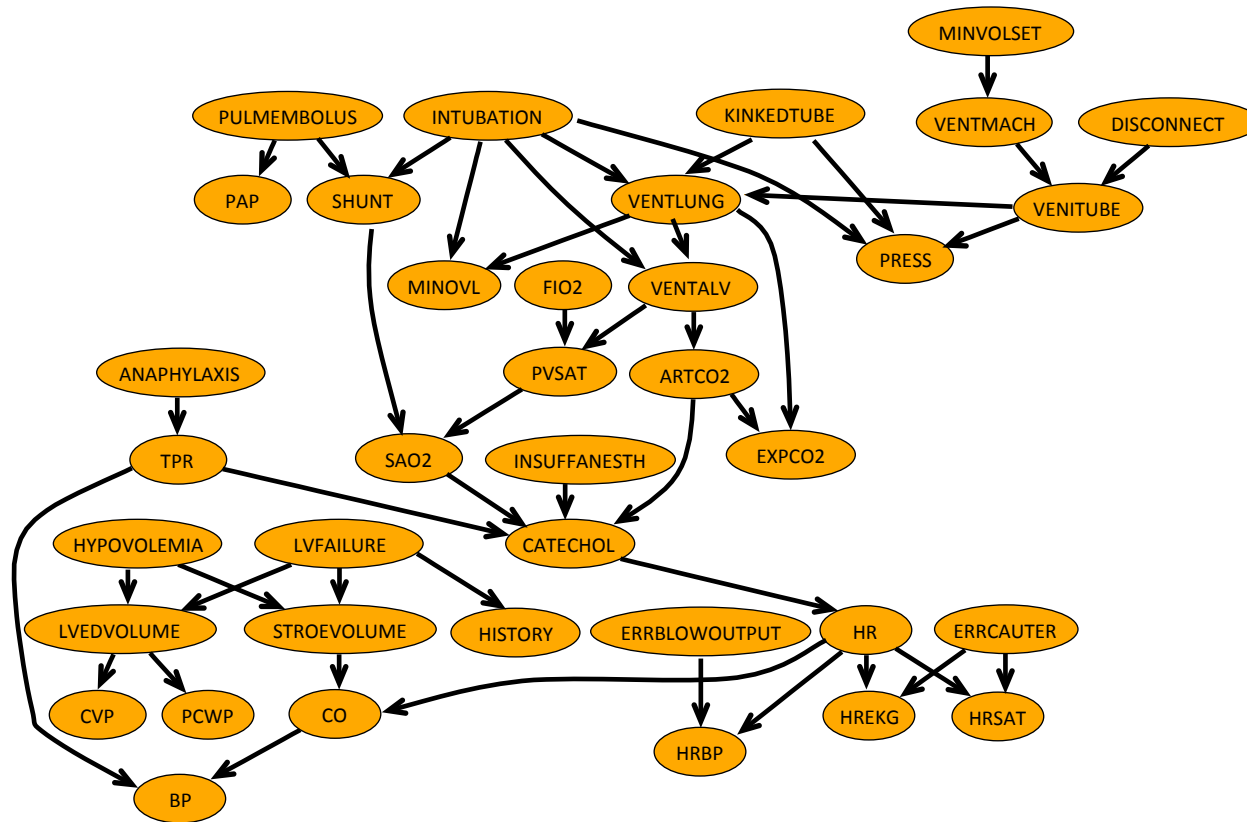 MINVOLSET
PULMEMBOLUS
INTUBATION
KINKEDTUBE
VENTMACH
DISCONNECT
PAP
SHUNT
VENTLUNG
VENITUBE
PRESS
MINOVL
FIO2
VENTALV
ANAPHYLAXIS
PVSAT
ARTCO2
TPR
SAO2
INSUFFANESTH
EXPCO2
HYPOVOLEMIA
LVFAILURE
CATECHOL
LVEDVOLUME
STROEVOLUME
HISTORY
ERRBLOWOUTPUT
HR
ERRCAUTER
CVP
PCWP
CO
HREKG
HRSAT
HRBP
BP